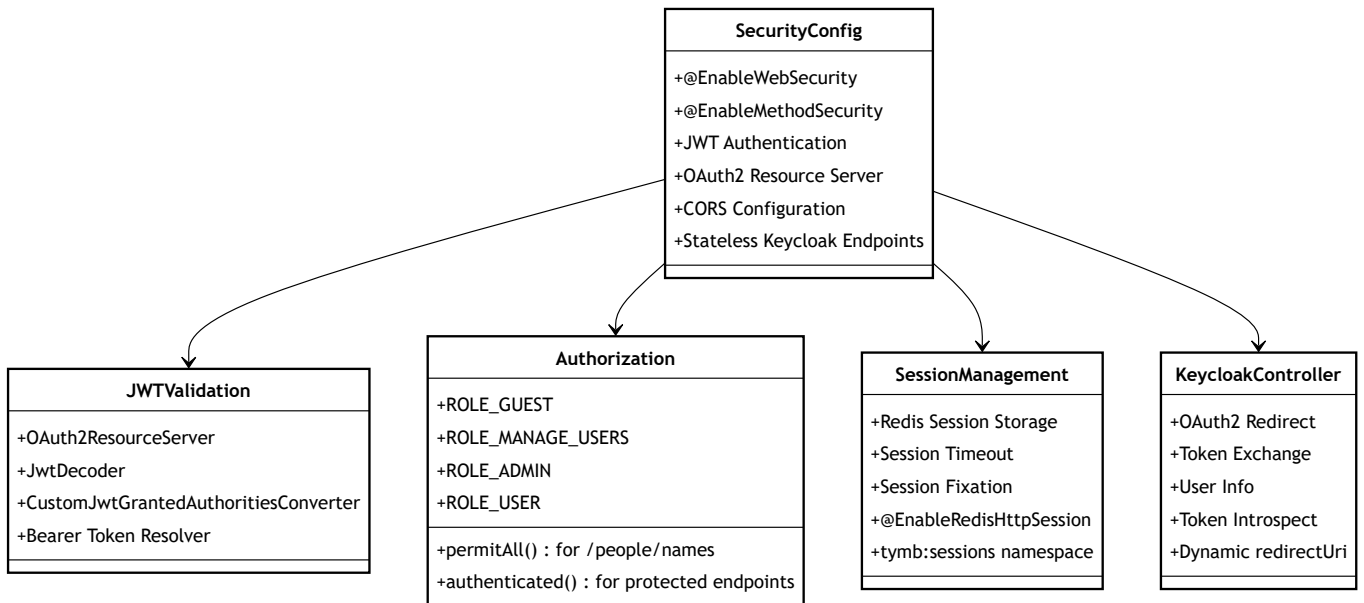 SecurityConfig
+@EnableWebSecurity
+@EnableMethodSecurity
+JWT Authentication
+OAuth2 Resource Server
+CORS Configuration
+Stateless Keycloak Endpoints
JWTValidation
+OAuth2ResourceServer
+JwtDecoder
+CustomJwtGrantedAuthoritiesConverter
+Bearer Token Resolver
Authorization
+ROLE_GUEST
+ROLE_MANAGE_USERS
+ROLE_ADMIN
+ROLE_USER
+permitAll() : for /people/names
+authenticated() : for protected endpoints
SessionManagement
+Redis Session Storage
+Session Timeout
+Session Fixation
+@EnableRedisHttpSession
+tymb:sessions namespace
KeycloakController
+OAuth2 Redirect
+Token Exchange
+User Info
+Token Introspect
+Dynamic redirectUri